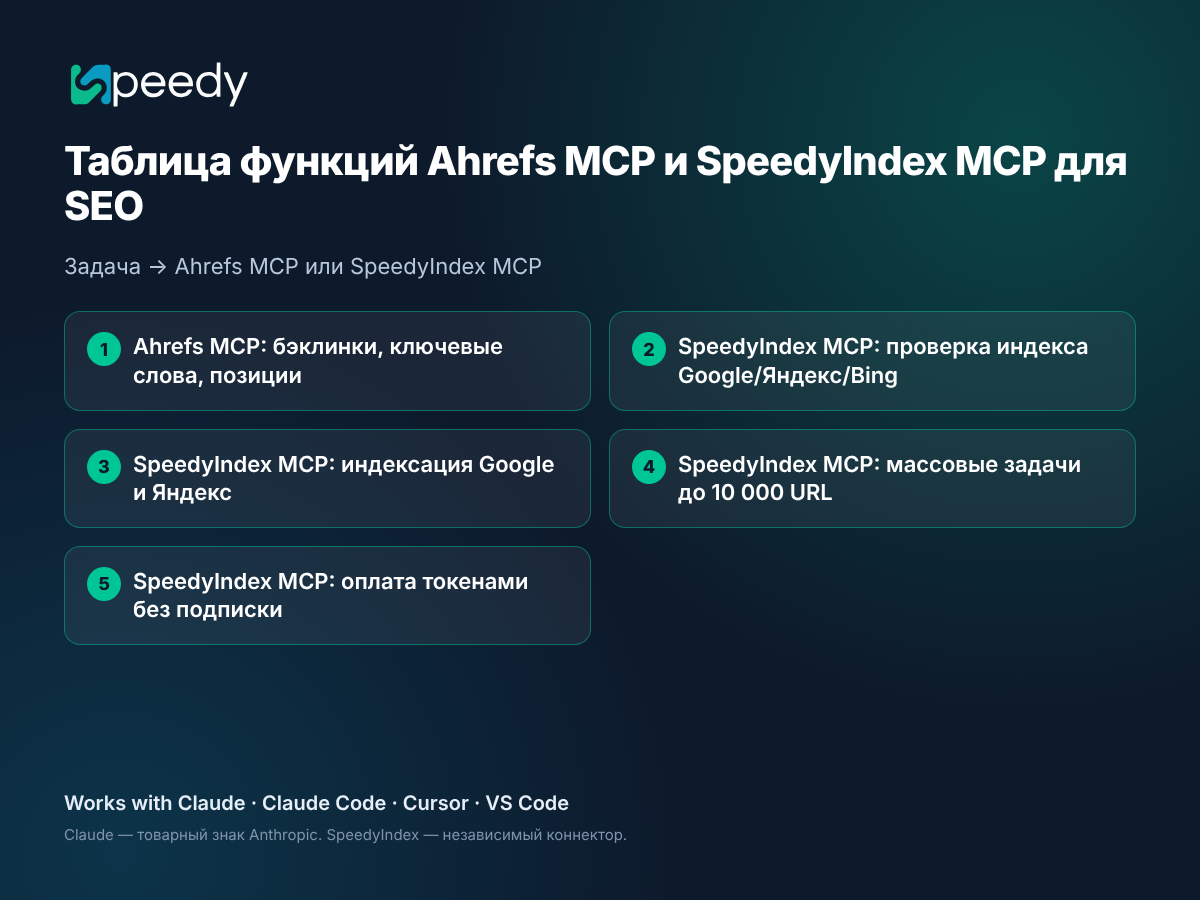 Speedy
Таблица функций Ahrefs MCP и SpeedyIndex MCP для
SEO
Задача → Ahrefs MCP или SpeedyIndex MCP
1
Ahrefs MCP: бэклинки, ключевые
слова, позиции
2
SpeedyIndex MCP: проверка индекса
Google/Яндекс/Bing
3
SpeedyIndex MCP: индексация Google
и Яндекс
4
SpeedyIndex MCP: массовые задачи
до 10 000 URL
5
SpeedyIndex MCP: оплата токенами
без подписки
Works with Claude · Claude Code · Cursor · VS Code
Claude — товарный знак Anthropic. SpeedyIndex — независимый коннектор.